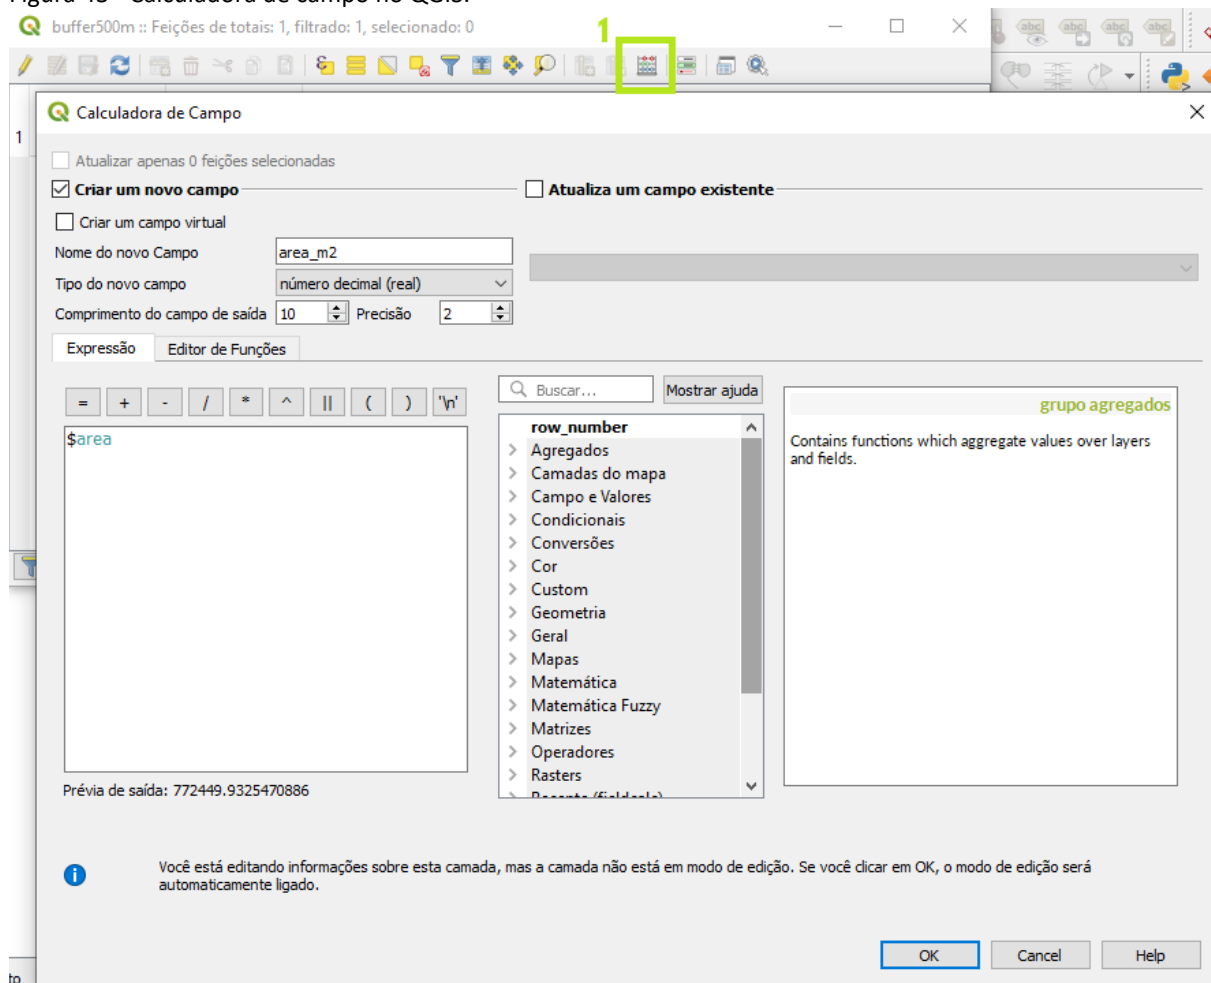 buffer500m :: Feições de totais: 1, filtrado: 1, selecionado: 0
1
abc abc abc abc
Calculadora de Campo
1
Atualizar apenas 0 feições selecionadas
Criar um novo campo
Atualiza um campo existente
Criar um campo virtual
Nome do novo Campo area_m2
Tipo do novo campo número decimal (real)
Comprimento do campo de saída 10 Precisão 2
Expressão Editor de Funções
= + - / * ^ || ( ) '\n'
Buscar... Mostrar ajuda
$area
row_number
Agregados
Camadas do mapa
Campo e Valores
Condicionais
Conversões
Cor
Custom
Geometria
Geral
Mapas
Matemática
Matemática Fuzzy
Matrizes
Operadores
Rasters
grupo agregados
Contains functions which aggregate values over layers
and fields.
Prévia de saída: 772449.9325470886
Você está editando informações sobre esta camada, mas a camada não está em modo de edição. Se você clicar em OK, o modo de edição será
automaticamente ligado.
OK Cancel Help